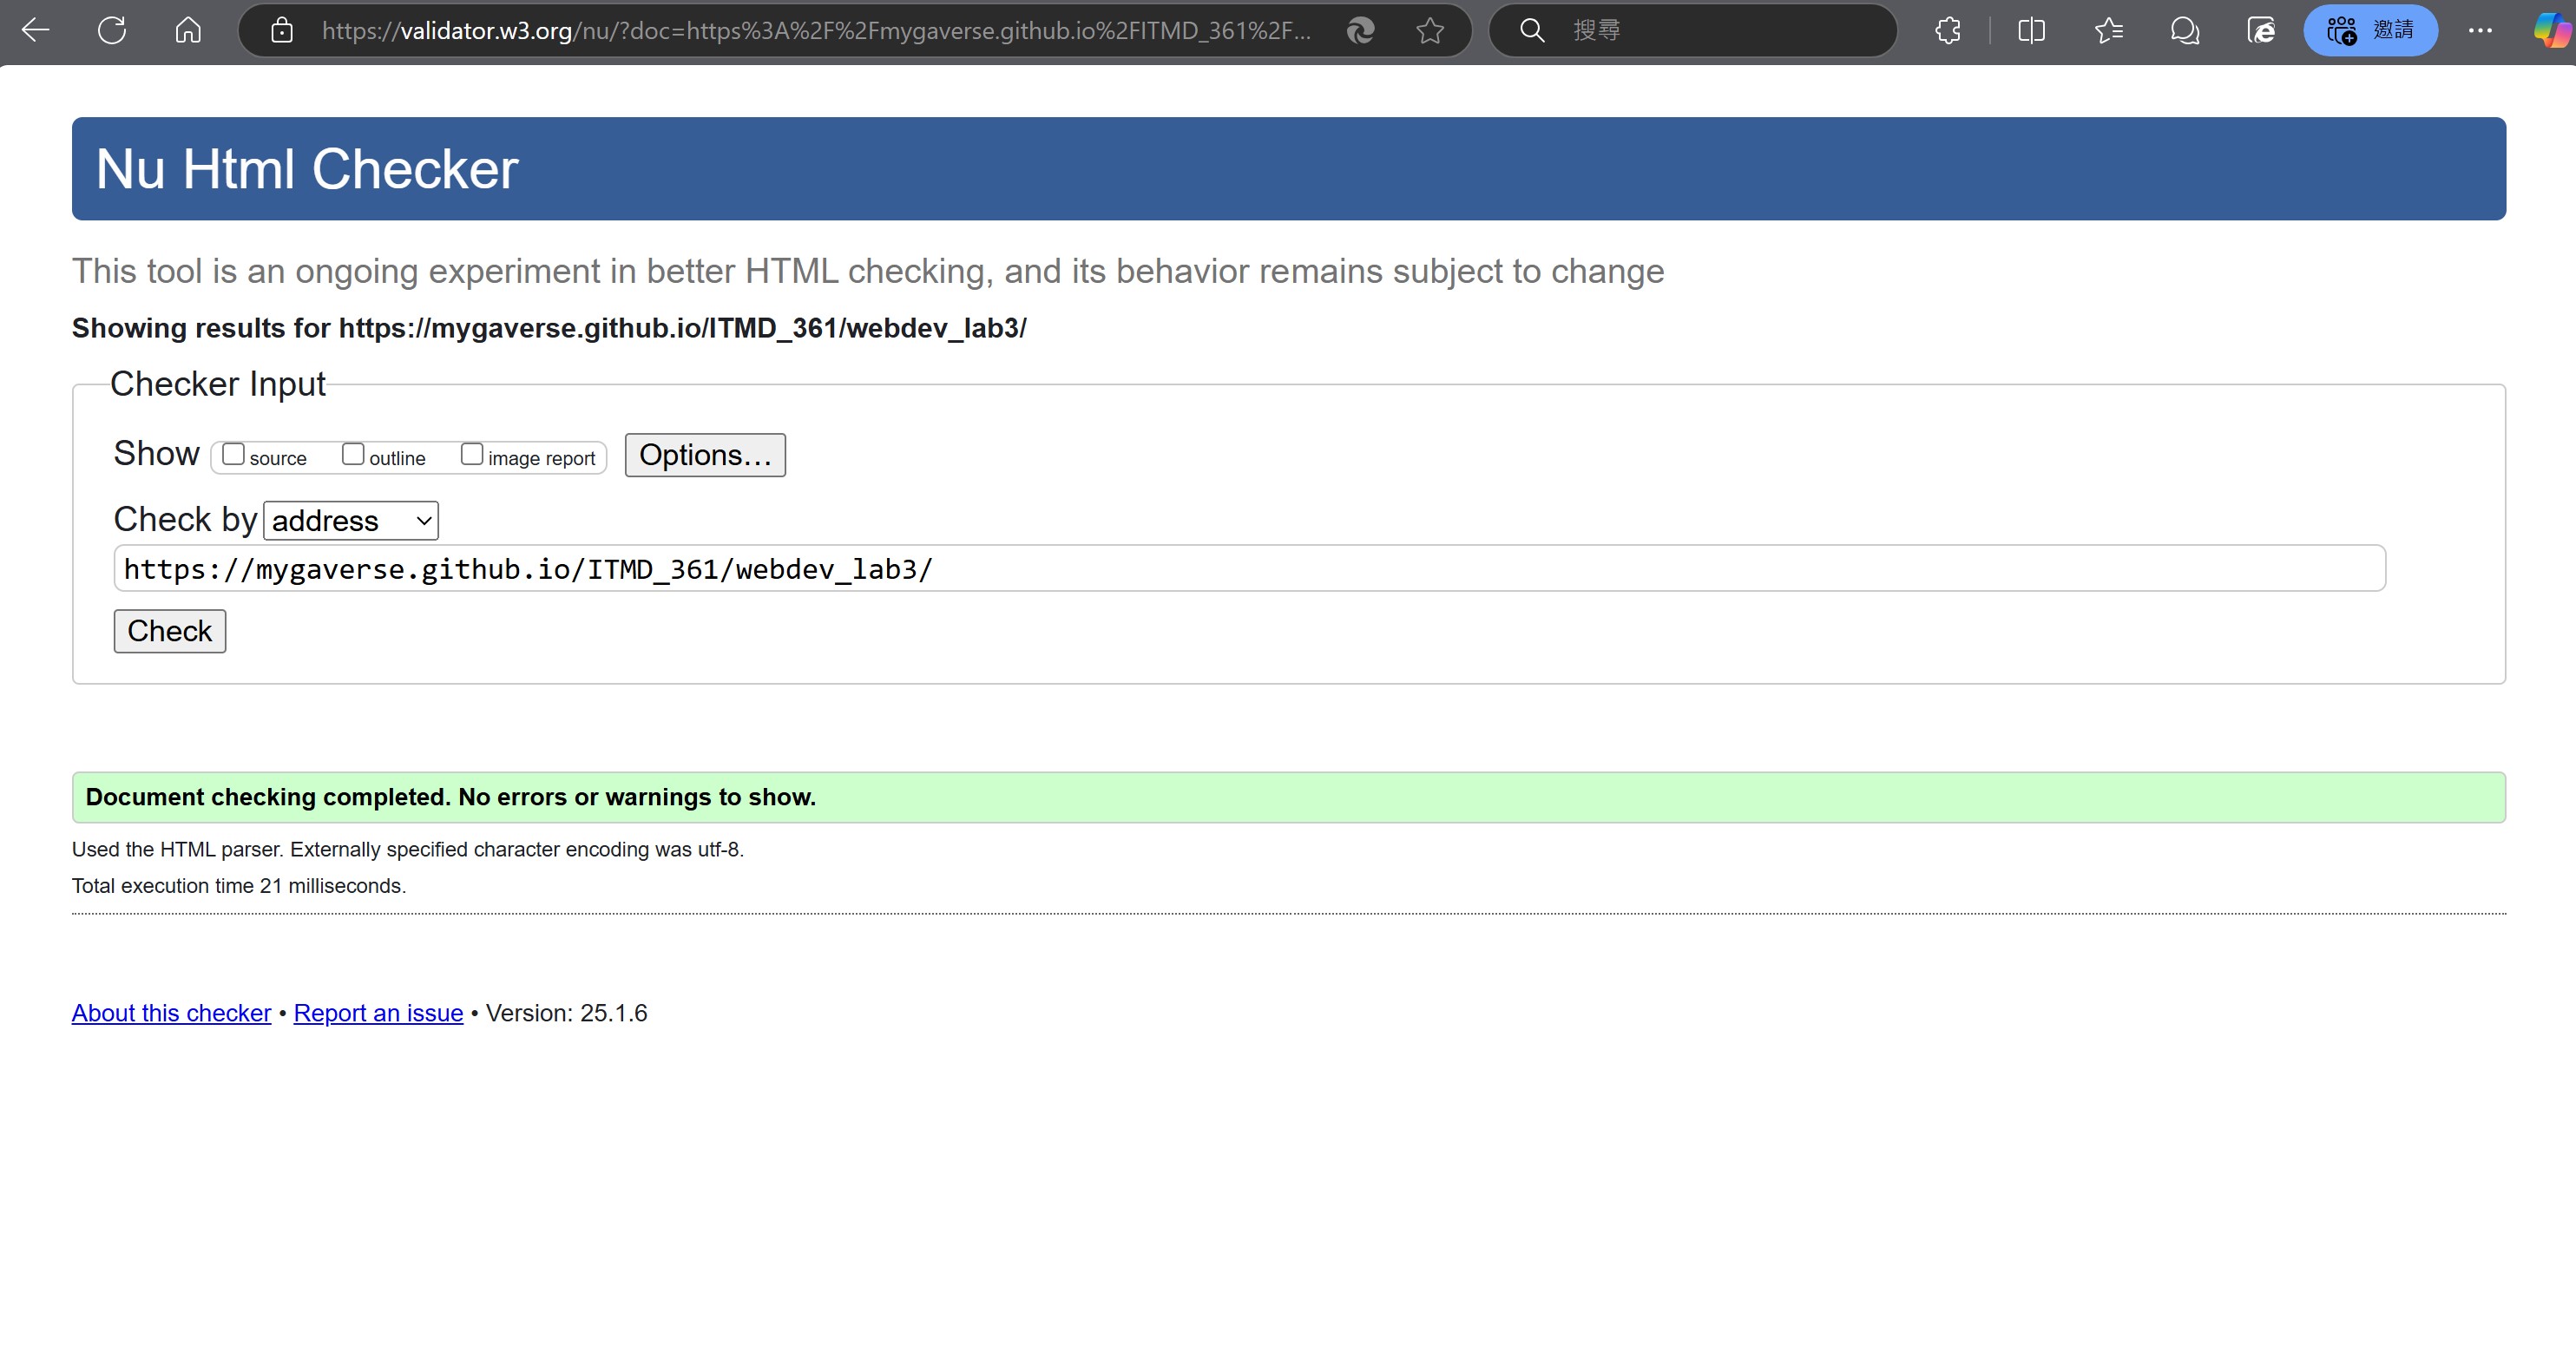 https://validator.w3.org/nu/?doc=https%3A%2F%2Fmygaverse.github.io%2FITMD_361%2F...
搜尋
邀請
Nu Html Checker
This tool is an ongoing experiment in better HTML checking, and its behavior remains subject to change
Showing results for https://mygaverse.github.io/ITMD_361/webdev_lab3/
Checker Input
Show source outline image report Options...
Check by address
https://mygaverse.github.io/ITMD_361/webdev_lab3/
Check
Document checking completed. No errors or warnings to show.
Used the HTML parser. Externally specified character encoding was utf-8.
Total execution time 21 milliseconds.
About this checker • Report an issue • Version: 25.1.6